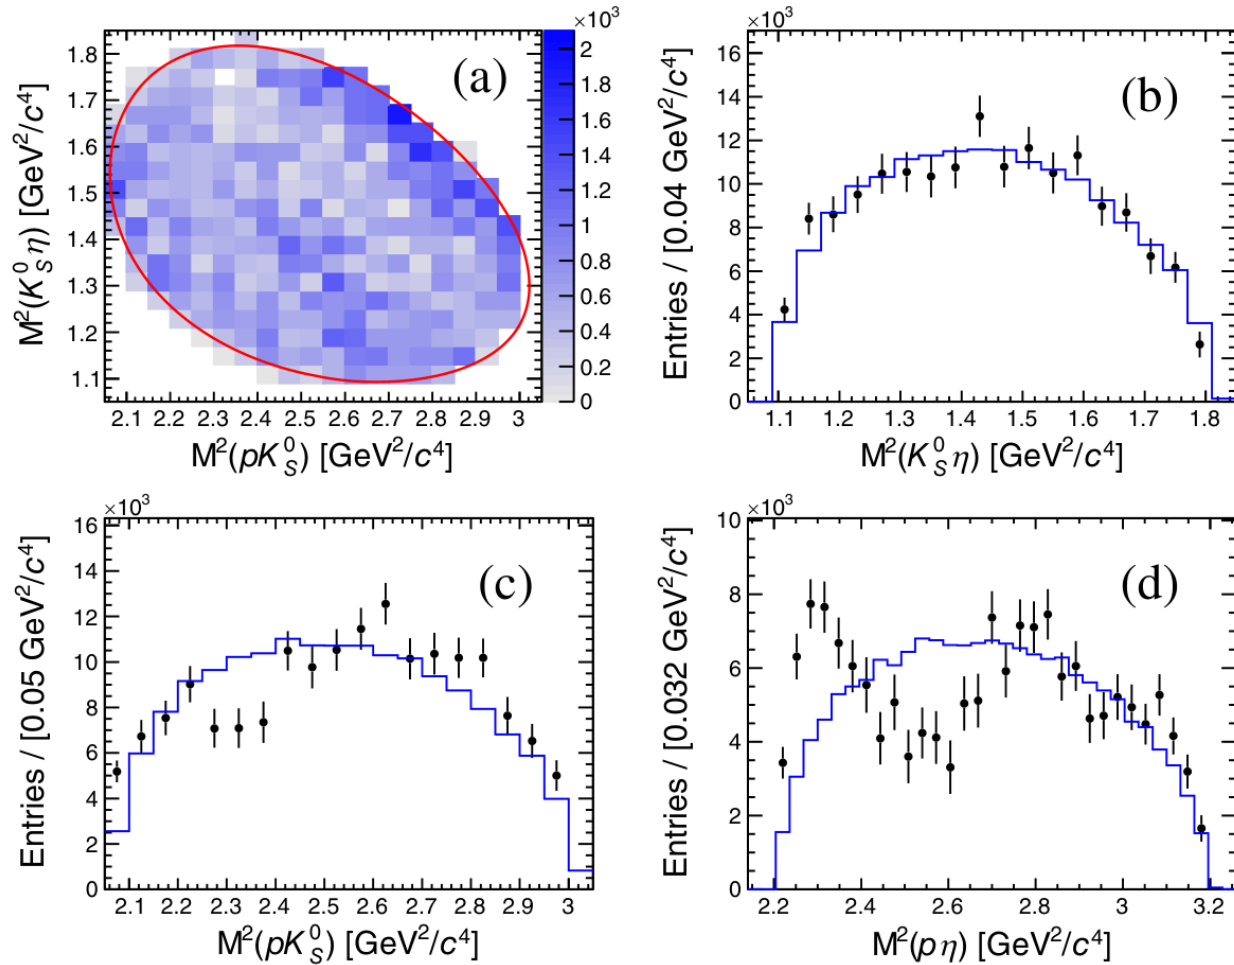 ×10³
(a)
M²(K⁰_S η) [GeV²/c⁴]
1.8
1.7
1.6
1.5
1.4
1.3
1.2
1.1
2
1.8
1.6
1.4
1.2
1
0.8
0.6
0.4
0.2
0
2.1 2.2 2.3 2.4 2.5 2.6 2.7 2.8 2.9 3
M²(pK⁰_S) [GeV²/c⁴]
×10³
(b)
Entries / [0.04 GeV²/c⁴]
16
14
12
10
8
6
4
2
0
1.1 1.2 1.3 1.4 1.5 1.6 1.7 1.8
M²(K⁰_S η) [GeV²/c⁴]
×10³
(c)
Entries / [0.05 GeV²/c⁴]
16
14
12
10
8
6
4
2
0
2.1 2.2 2.3 2.4 2.5 2.6 2.7 2.8 2.9 3
M²(pK⁰_S) [GeV²/c⁴]
×10³
(d)
Entries / [0.032 GeV²/c⁴]
10
8
6
4
2
0
2.2 2.4 2.6 2.8 3 3.2
M²(pη) [GeV²/c⁴]